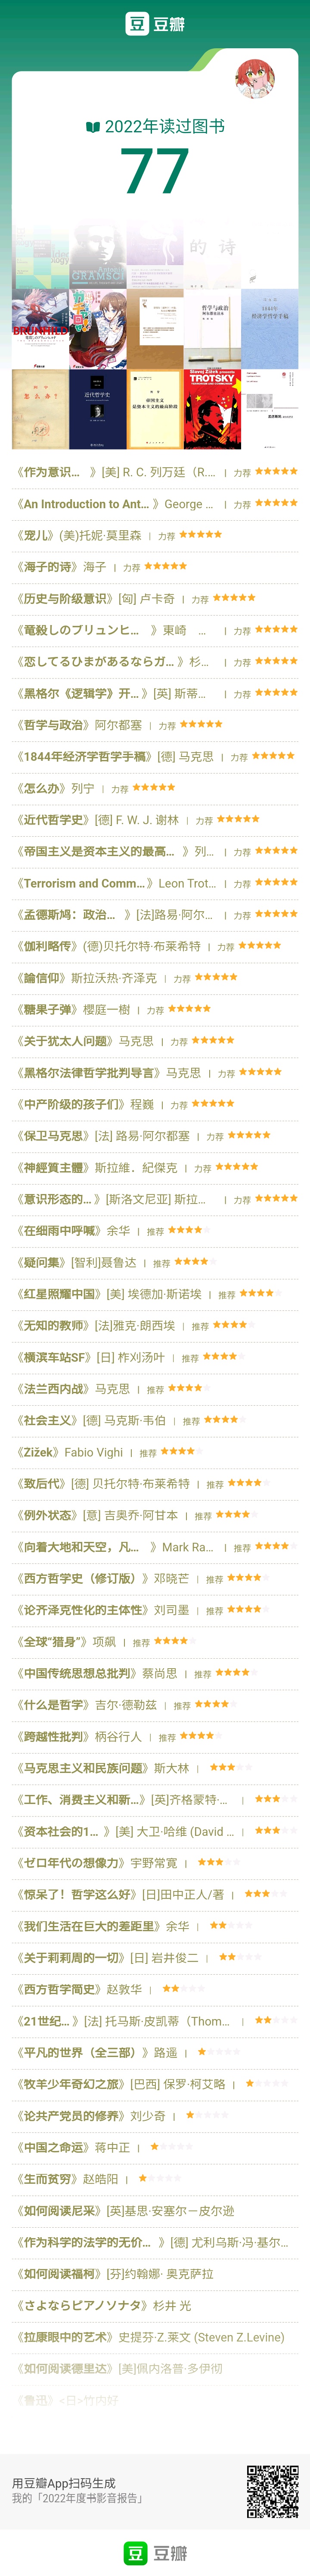 豆 豆瓣
2022年读过图书
77
BRUNHILD
GRAMSCI
的诗
哲学与政治
近代哲学史
帝国主义是资本主义的最高阶段
怎么办?
Slavoj Žižek presents
TROTSKY
《作为意识... 》[美] R. C. 列万廷（R.... | 力荐 ★★★★★
《An Introduction to Ant... 》George ... | 力荐 ★★★★★
《宠儿》(美)托妮·莫里森 | 力荐 ★★★★★
《海子的诗》海子 | 力荐 ★★★★★
《历史与阶级意识》[匈] 卢卡奇 | 力荐 ★★★★★
《竜殺しのブリュンヒ... 》東崎 ... | 力荐 ★★★★★
《恋してるひまがあるならガ... 》杉... | 力荐 ★★★★★
《黑格尔《逻辑学》开... 》[英] 斯蒂... | 力荐 ★★★★★
《哲学与政治》阿尔都塞 | 力荐 ★★★★★
《1844年经济学哲学手稿》[德] 马克思 | 力荐 ★★★★★
《怎么办》列宁 | 力荐 ★★★★★
《近代哲学史》[德] F. W. J. 谢林 | 力荐 ★★★★★
《帝国主义是资本主义的最高... 》列... | 力荐 ★★★★★
《Terrorism and Comm... 》Leon Trot... | 力荐 ★★★★★
《孟德斯鸠：政治... 》[法]路易·阿尔... | 力荐 ★★★★★
《伽利略传》(德)贝托尔特·布莱希特 | 力荐 ★★★★★
《論信仰》斯拉沃热·齐泽克 | 力荐 ★★★★★
《糖果子弹》櫻庭一樹 | 力荐 ★★★★★
《关于犹太人问题》马克思 | 力荐 ★★★★★
《黑格尔法律哲学批判导言》马克思 | 力荐 ★★★★★
《中产阶级的孩子们》程巍 | 力荐 ★★★★★
《保卫马克思》[法] 路易·阿尔都塞 | 力荐 ★★★★★
《神經質主體》斯拉維．紀傑克 | 力荐 ★★★★★
《意识形态的... 》[斯洛文尼亚] 斯拉... | 力荐 ★★★★★
《在细雨中呼喊》余华 | 推荐 ★★★★
《疑问集》[智利]聂鲁达 | 推荐 ★★★★
《红星照耀中国》[美] 埃德加·斯诺埃 | 推荐 ★★★★
《无知的教师》[法]雅克·朗西埃 | 推荐 ★★★★
《横滨车站SF》[日] 柞刈汤叶 | 推荐 ★★★★
《法兰西内战》马克思 | 推荐 ★★★★
《社会主义》[德] 马克斯·韦伯 | 推荐 ★★★★
《Zižek》Fabio Vighi | 推荐 ★★★★
《致后代》[德] 贝托尔特·布莱希特 | 推荐 ★★★★
《例外状态》[意] 吉奥乔·阿甘本 | 推荐 ★★★★
《向着大地和天空，凡... 》Mark Ra... | 推荐 ★★★★
《西方哲学史（修订版）》邓晓芒 | 推荐 ★★★★
《论齐泽克性化的主体性》刘司墨 | 推荐 ★★★★
《全球“猎身”》项飙 | 推荐 ★★★★
《中国传统思想总批判》蔡尚思 | 推荐 ★★★★
《什么是哲学》吉尔·德勒兹 | 推荐 ★★★★
《跨越性批判》柄谷行人 | 推荐 ★★★★
《马克思主义和民族问题》斯大林 | ★★★
《工作、消费主义和新...》[英]齐格蒙特·... | ★★★
《资本社会的1... 》[美] 大卫·哈维 (David ... | ★★★
《ゼロ年代の想像力》宇野常寛 | ★★★
《惊呆了！哲学这么好》[日]田中正人/著 | ★★★
《我们生活在巨大的差距里》余华 | ★★
《关于莉莉周的一切》[日] 岩井俊二 | ★★
《西方哲学简史》赵敦华 | ★★
《21世纪... 》[法] 托马斯·皮凯蒂（Thom... | ★★
《平凡的世界（全三部）》路遥 | ★
《牧羊少年奇幻之旅》[巴西] 保罗·柯艾略 | ★
《论共产党员的修养》刘少奇 | ★
《中国之命运》蒋中正 | ★
《生而贫穷》赵皓阳 | ★
《如何阅读尼采》[英]基思·安塞尔－皮尔逊
《作为科学的法学的无价... 》[德] 尤利乌斯·冯·基尔...
《如何阅读福柯》[芬]约翰娜· 奥克萨拉
《さよならピアノソナタ》杉井 光
《拉康眼中的艺术》史提芬·Z.莱文 (Steven Z.Levine)
《如何阅读德里达》[美]佩内洛普·多伊彻
《鲁迅》<日>竹内好
用豆瓣App扫码生成
我的「2022年度书影音报告」
豆 豆瓣